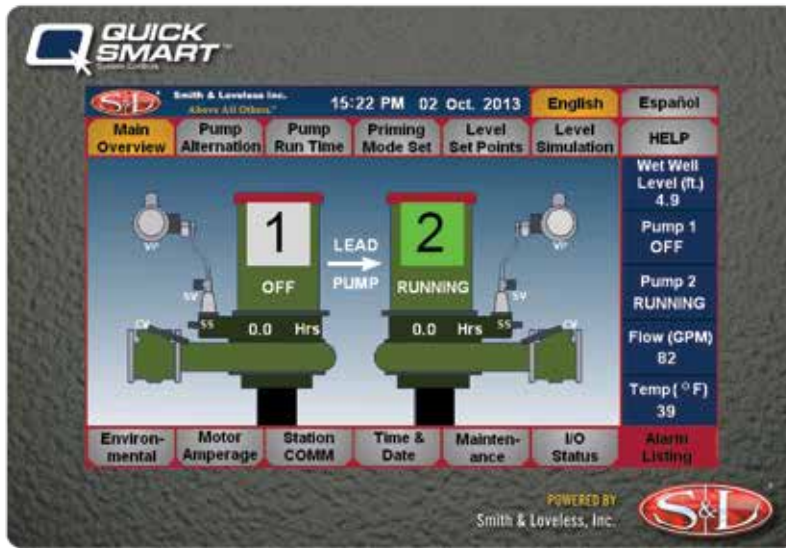 QUICK
SMART™
System Controls
S&L®
Smith & Loveless Inc.
Above All Others.™
15:22 PM 02 Oct. 2013
English
Español
Main
Overview
Pump
Alternation
Pump
Run Time
Priming
Mode Set
Level
Set Points
Level
Simulation
HELP
Wet Well
Level (ft.)
4.9
Pump 1
OFF
Pump 2
RUNNING
Flow (GPM)
82
Temp (°F)
39
VP
SV
SS
CV
1
OFF
0.0 Hrs
LEAD
PUMP
2
RUNNING
0.0 Hrs
VP
SV
SS
CV
Environ-
mental
Motor
Amperage
Station
COMM
Time &
Date
Mainten-
ance
I/O
Status
Alarm
Listing
POWERED BY
Smith & Loveless, Inc.
S&L®